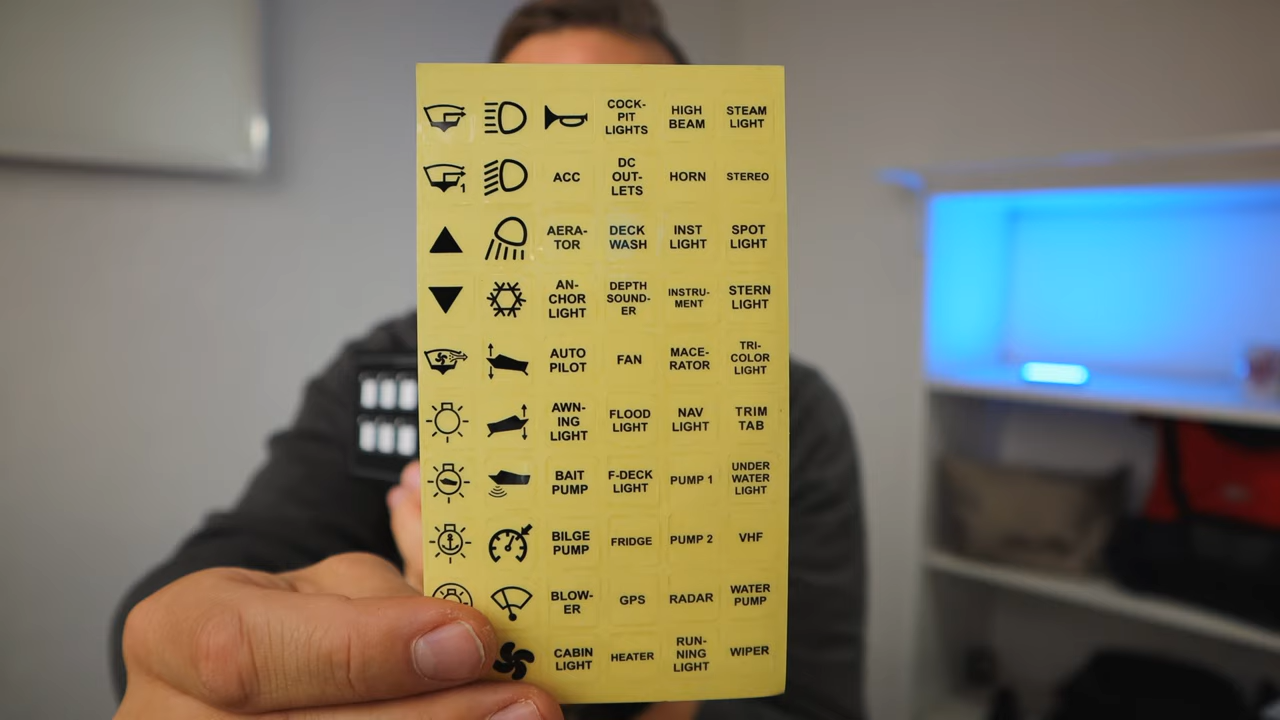 COCK-
PIT
LIGHTS
HIGH
BEAM
STEAM
LIGHT
1
ACC
DC
OUT-
LETS
HORN
STEREO
AERA-
TOR
DECK
WASH
INST
LIGHT
SPOT
LIGHT
AN-
CHOR
LIGHT
DEPTH
SOUND-
ER
INSTRU-
MENT
STERN
LIGHT
AUTO
PILOT
FAN
MACE-
RATOR
TRI-
COLOR
LIGHT
AWN-
ING
LIGHT
FLOOD
LIGHT
NAV
LIGHT
TRIM
TAB
BAIT
PUMP
F-DECK
LIGHT
PUMP 1
UNDER
WATER
LIGHT
BILGE
PUMP
FRIDGE
PUMP 2
VHF
BLOW-
ER
GPS
RADAR
WATER
PUMP
CABIN
LIGHT
HEATER
RUN-
NING
LIGHT
WIPER